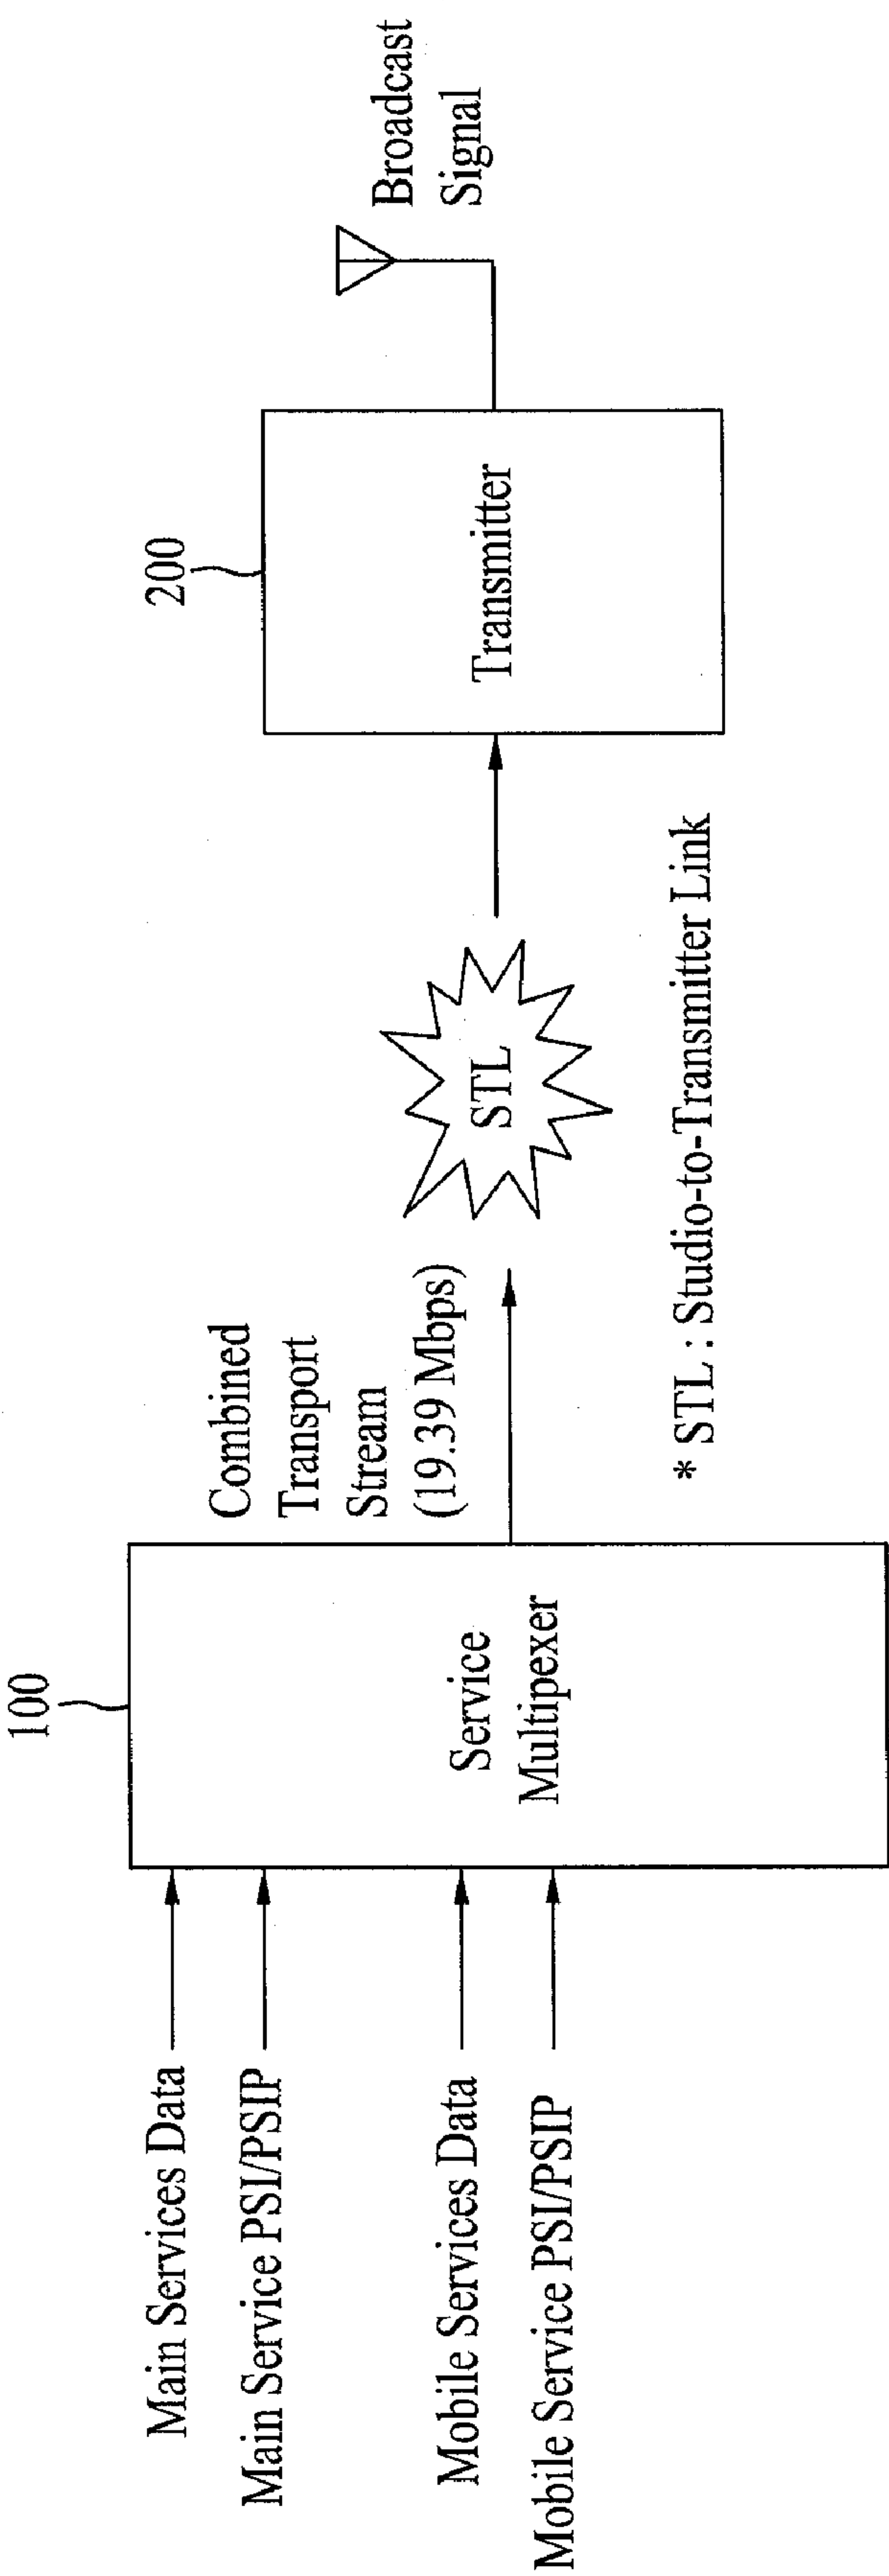 Main Services Data
Main Service PSI/PSIP
Mobile Services Data
Mobile Service PSI/PSIP
100
Service
Multipexer
Combined
Transport
Stream
(19.39 Mbps)
STL
200
Transmitter
Broadcast
Signal
* STL : Studio-to-Transmitter Link